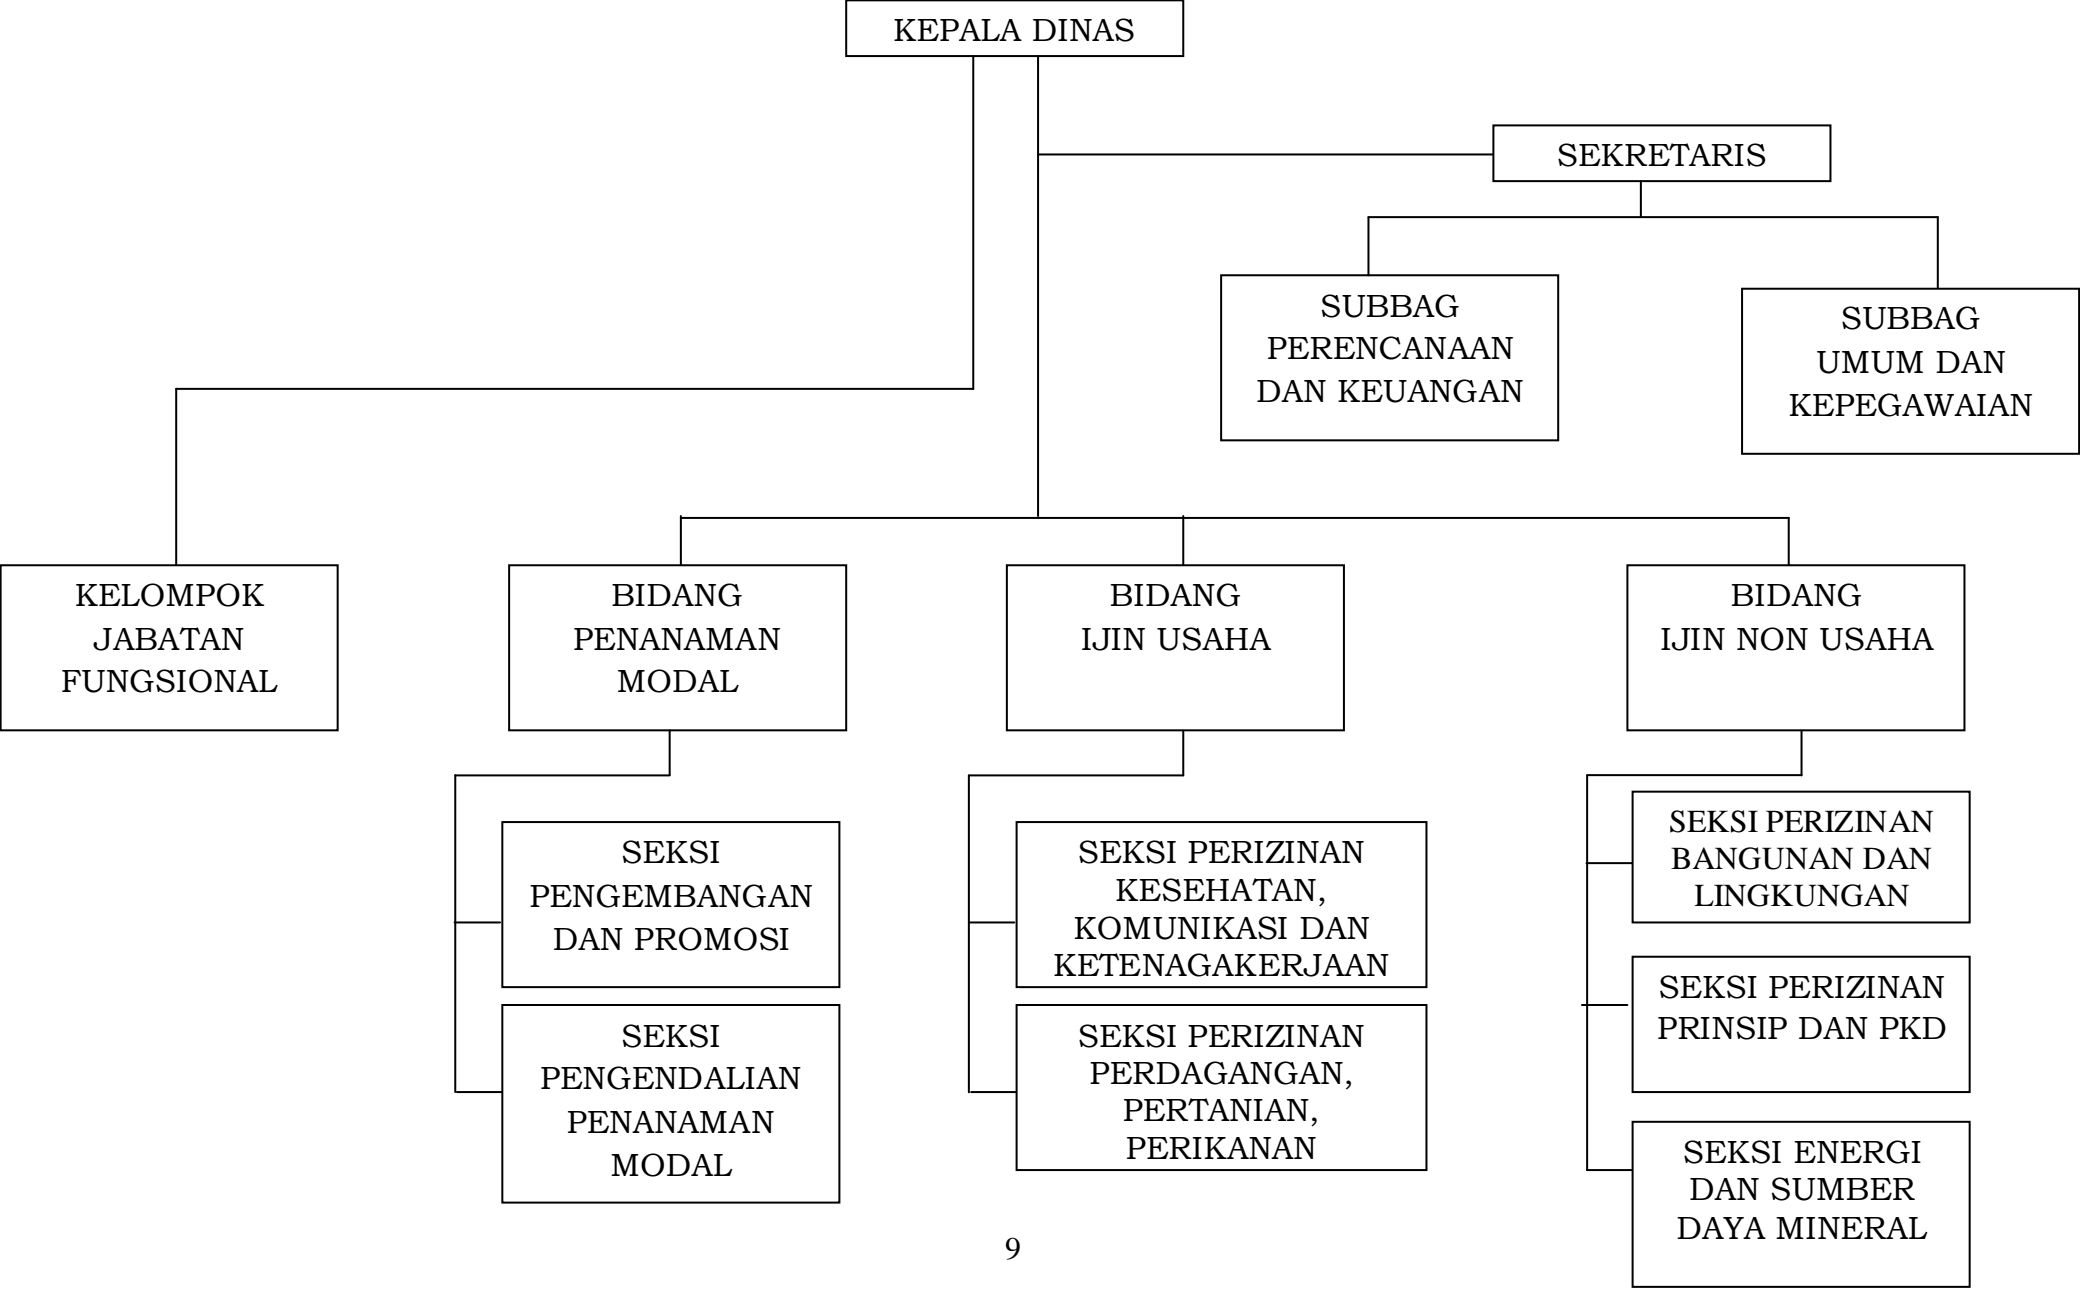 KEPALA DINAS
SEKRETARIS
SUBBAG
PERENCANAAN
DAN KEUANGAN
SUBBAG
UMUM DAN
KEPEGAWAIAN
KELOMPOK
JABATAN
FUNGSIONAL
BIDANG
PENANAMAN
MODAL
BIDANG
IJIN USAHA
BIDANG
IJIN NON USAHA
SEKSI
PENGEMBANGAN
DAN PROMOSI
SEKSI
PENGENDALIAN
PENANAMAN
MODAL
SEKSI PERIZINAN
KESEHATAN,
KOMUNIKASI DAN
KETENAGAKERJAAN
SEKSI PERIZINAN
PERDAGANGAN,
PERTANIAN,
PERIKANAN
SEKSI PERIZINAN
BANGUNAN DAN
LINGKUNGAN
SEKSI PERIZINAN
PRINSIP DAN PKD
SEKSI ENERGI
DAN SUMBER
DAYA MINERAL
9